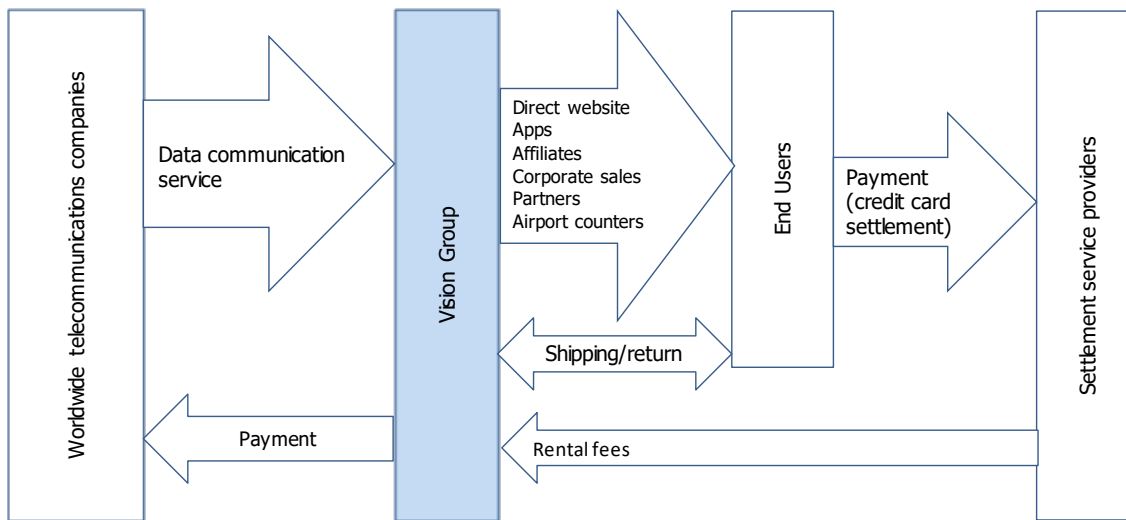 Worldwide telecommunications companies
Data communication
service
Payment
Vision Group
Direct website
Apps
Affiliates
Corporate sales
Partners
Airport counters
Shipping/return
Rental fees
End Users
Payment
(credit card
settlement)
Settlement service providers